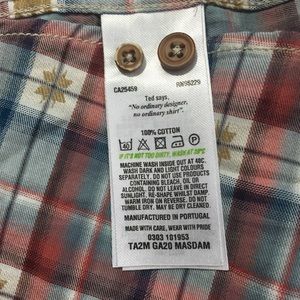 CA25459 RN95229
Ted says..
"No ordinary designer,
no ordinary shirt".
100% COTTON
40
IF IT'S NOT TOO DIRTY, WASH AT 30°C
MACHINE WASH INSIDE OUT AT 40C.
WASH DARK AND LIGHT COLOURS
SEPARATELY. DO NOT USE PRODUCTS
CONTAINING BLEACH, OIL OR
ALCOHOL. DO NOT LEAVE IN DIRECT
SUNLIGHT. RE-SHAPE WHILST DAMP
WARM IRON ON REVERSE. DO NOT
TUMBLE DRY. MAY BE DRY CLEANED
MANUFACTURED IN PORTUGAL
MADE WITH CARE, WEAR WITH PRIDE
0303 101953
TA2M GA20 MASDAM